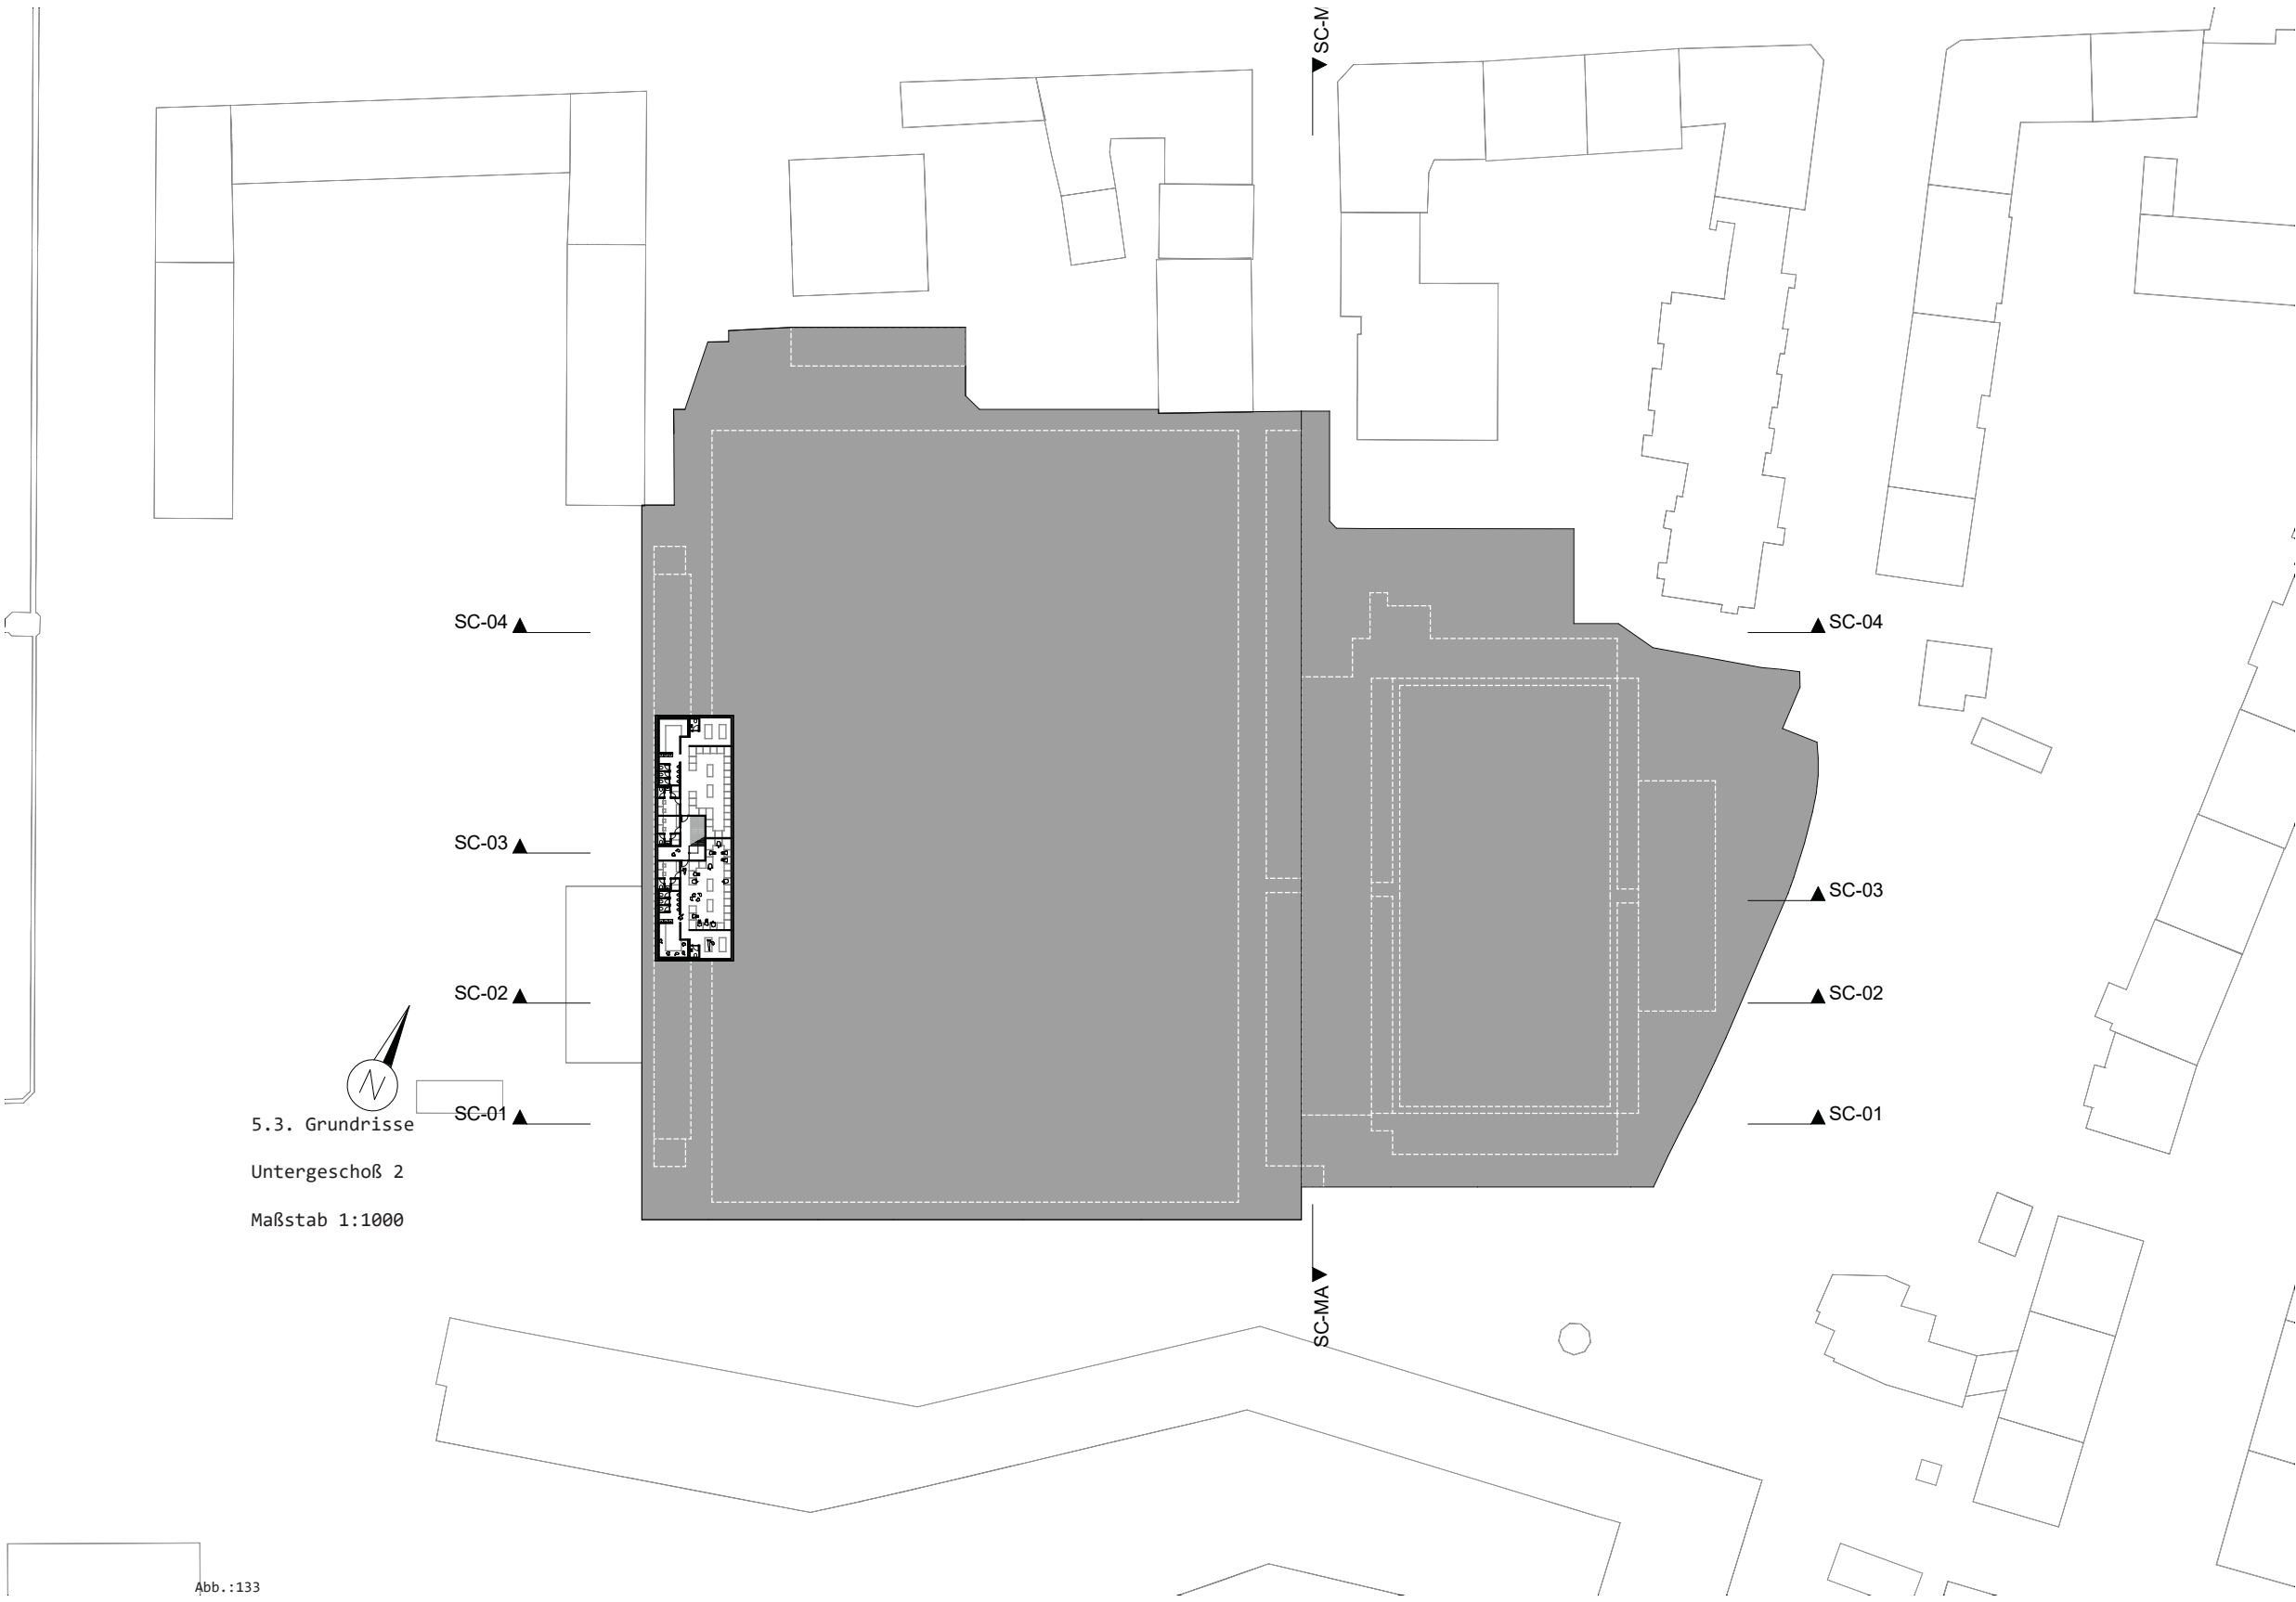 SC-M
SC-04
SC-04
SC-03
SC-03
SC-02
SC-02
SC-01
SC-01
N
5.3. Grundrisse
Untergeschoß 2
Maßstab 1:1000
SC-MA
Abb.:133